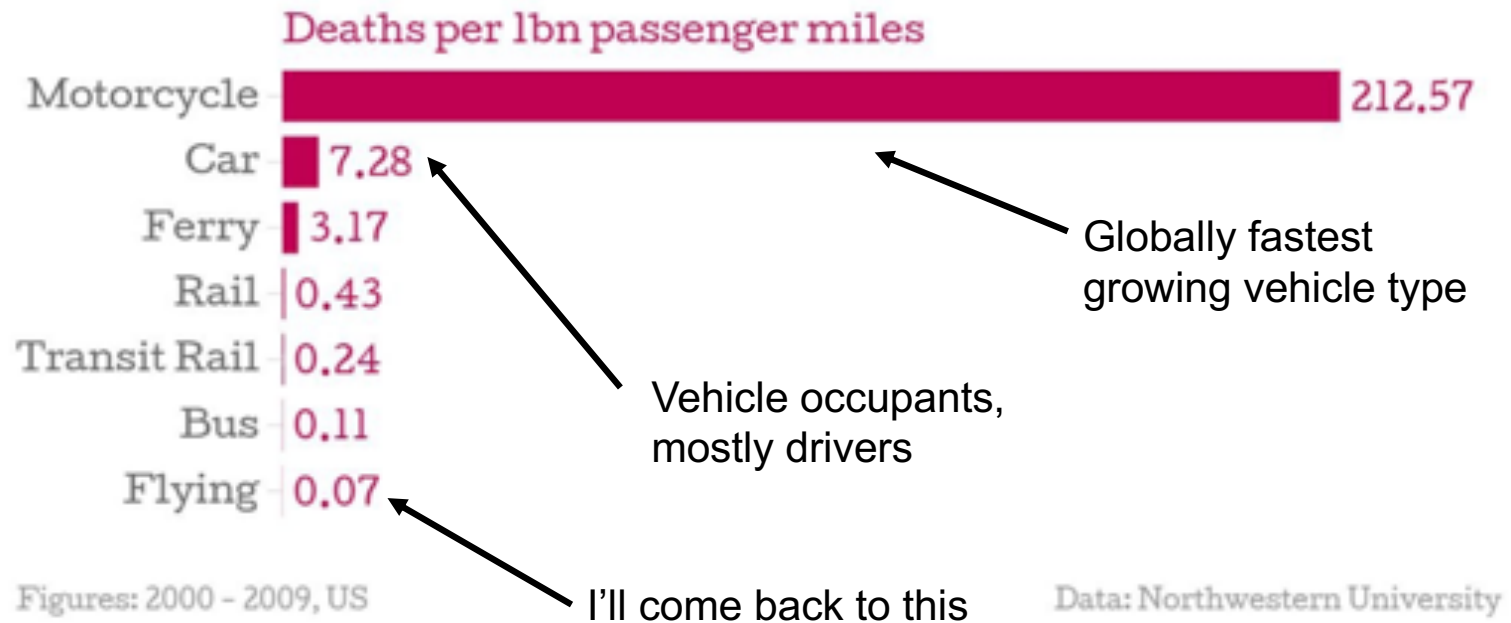 Deaths per 1bn passenger miles
Motorcycle 212.57
Car 7.28
Ferry 3.17
Globally fastest
growing vehicle type
Rail 0.43
Transit Rail 0.24
Vehicle occupants,
mostly drivers
Bus 0.11
Flying 0.07
I’ll come back to this
Figures: 2000 - 2009, US
Data: Northwestern University